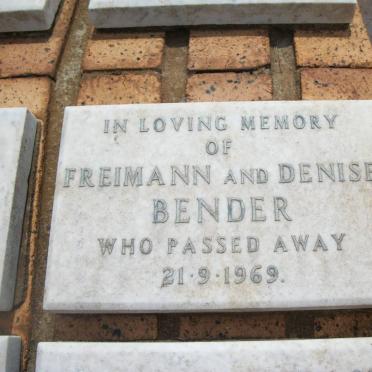 IN LOVING MEMORY
OF
FREIMANN AND DENISE
BENDER
WHO PASSED AWAY
21·9·1969.